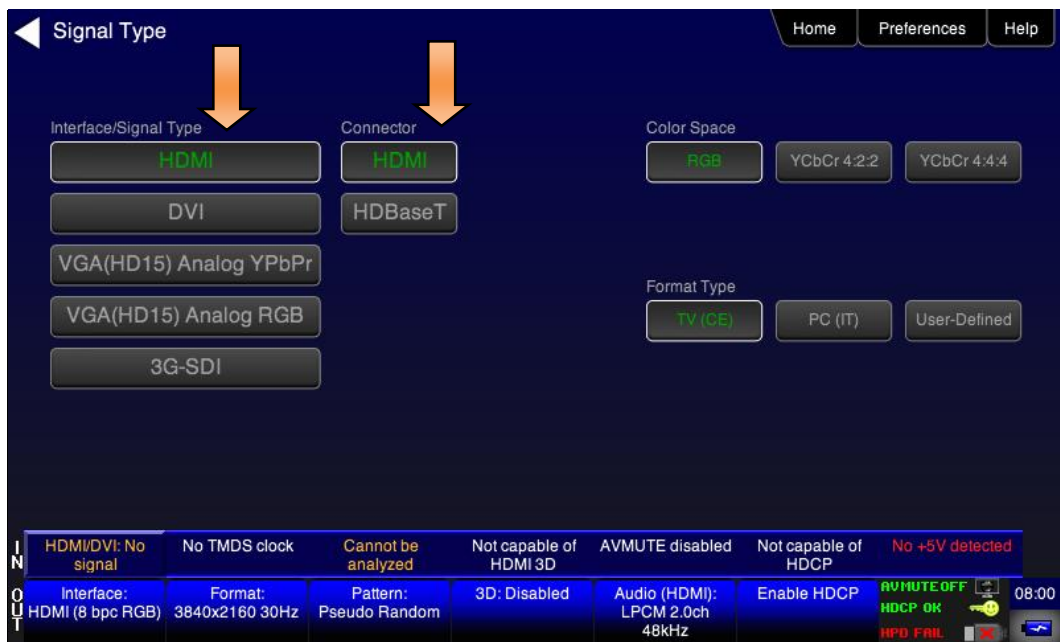 Signal Type
Home
Preferences
Help
Interface/Signal Type
Connector
Color Space
HDMI
HDMI
RGB
YCbCr 4:2:2
YCbCr 4:4:4
DVI
HDBaseT
VGA(HD15) Analog YPbPr
Format Type
VGA(HD15) Analog RGB
TV (CE)
PC (IT)
User-Defined
3G-SDI
IN
HDMI/DVI: No
signal
No TMDS clock
Cannot be
analyzed
Not capable of
HDMI 3D
AVMUTE disabled
Not capable of
HDCP
No +5V detected
OUT
Interface:
HDMI (8 bpc RGB)
Format:
3840x2160 30Hz
Pattern:
Pseudo Random
3D: Disabled
Audio (HDMI):
LPCM 2.0ch
48kHz
Enable HDCP
AVMUTEOFF
HDCP OK
HPD FAIL
08:00